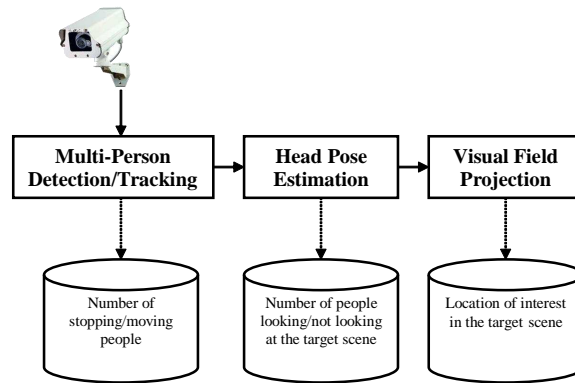 Multi-Person
Detection/Tracking
Head Pose
Estimation
Visual Field
Projection
Number of
stopping/moving
people
Number of people
looking/not looking
at the target scene
Location of interest
in the target scene